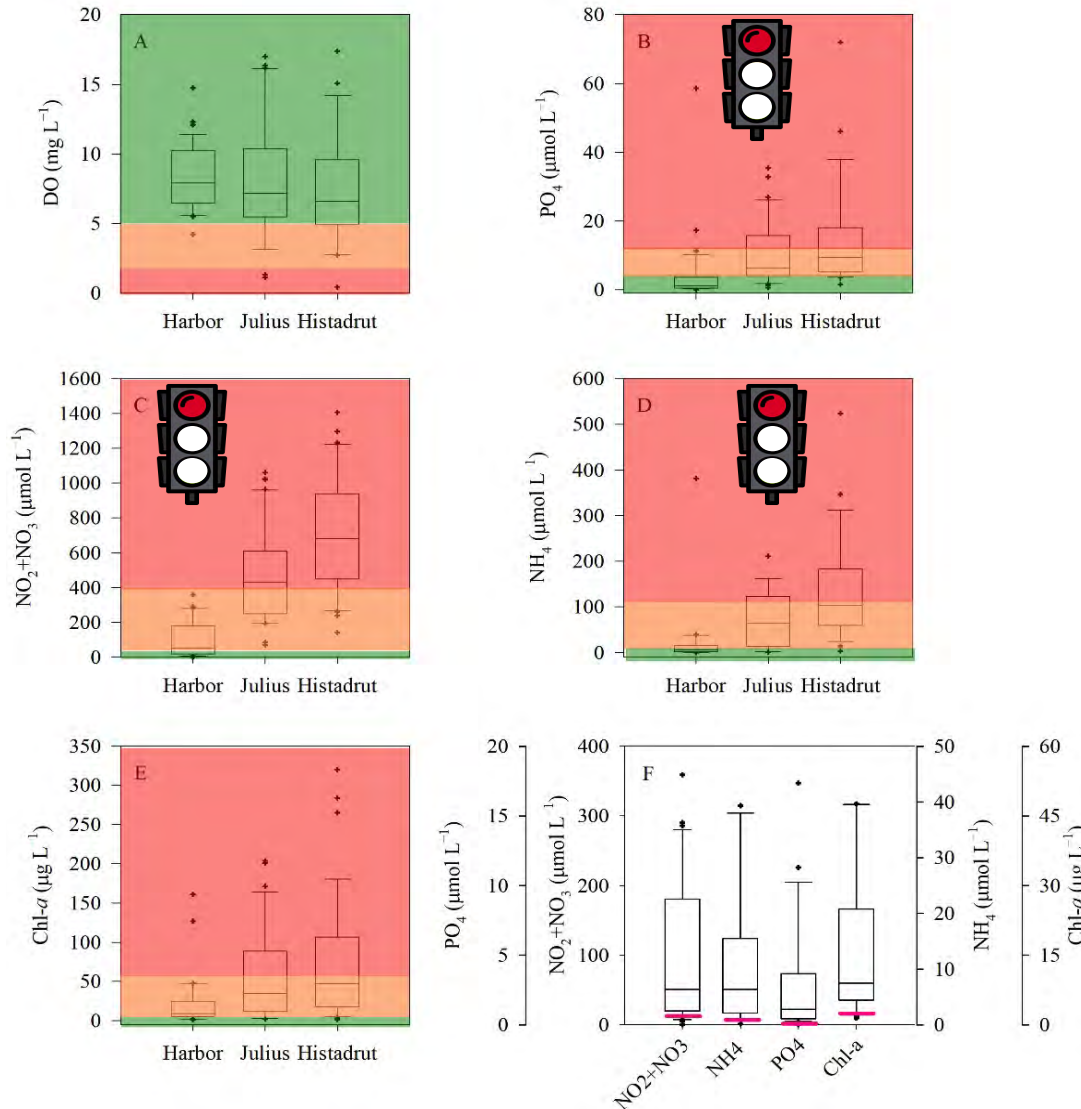 A
DO (mg L⁻¹)
20
15
10
5
0
Harbor Julius Histadrut
B
PO₄ (µmol L⁻¹)
80
60
40
20
0
Harbor Julius Histadrut
C
NO₂+NO₃ (µmol L⁻¹)
1600
1400
1200
1000
800
600
400
200
0
Harbor Julius Histadrut
D
NH₄ (µmol L⁻¹)
600
500
400
300
200
100
0
Harbor Julius Histadrut
E
Chl-a (µg L⁻¹)
350
300
250
200
150
100
50
0
Harbor Julius Histadrut
F
PO₄ (µmol L⁻¹)
20
15
10
5
0
NO₂+NO₃ (µmol L⁻¹)
400
300
200
100
0
NH₄ (µmol L⁻¹)
50
40
30
20
10
0
Chl-a (µg L⁻¹)
60
45
30
15
0
NO2+NO3
NH4
PO4
Chl-a